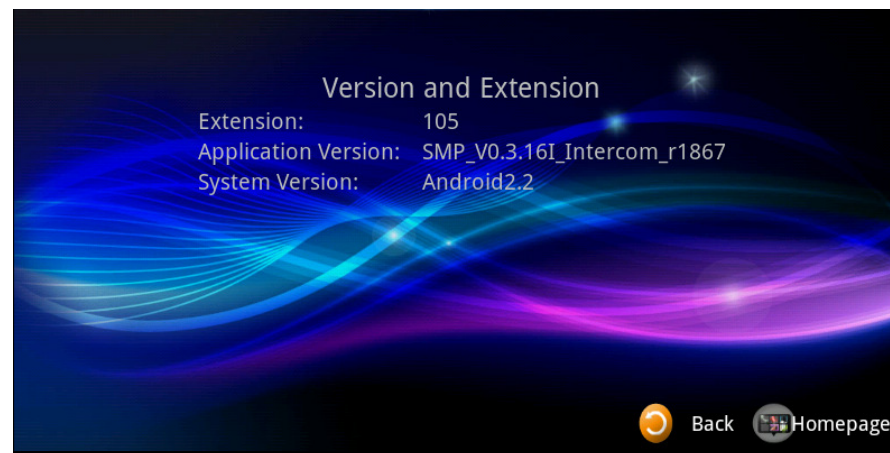 Version and Extension
Extension: 105
Application Version: SMP_V0.3.16I_Intercom_r1867
System Version: Android2.2
Back Homepage